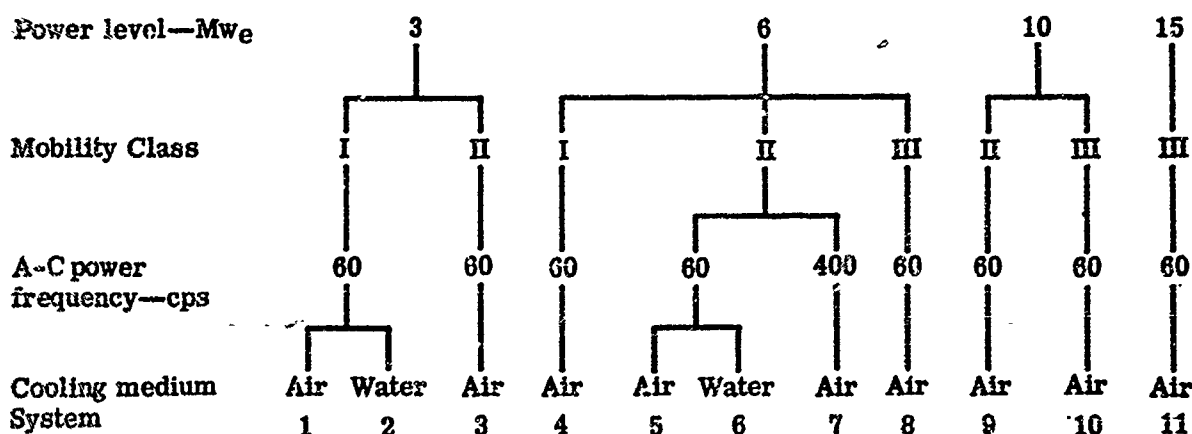 Power level—Mwe 3 6 10 15
Mobility Class I II I II III II III III
A-C power 60 60 60 60 400 60 60 60 60
frequency—cps
Cooling medium Air Water Air Air Air Water Air Air Air Air Air
System 1 2 3 4 5 6 7 8 9 10 11